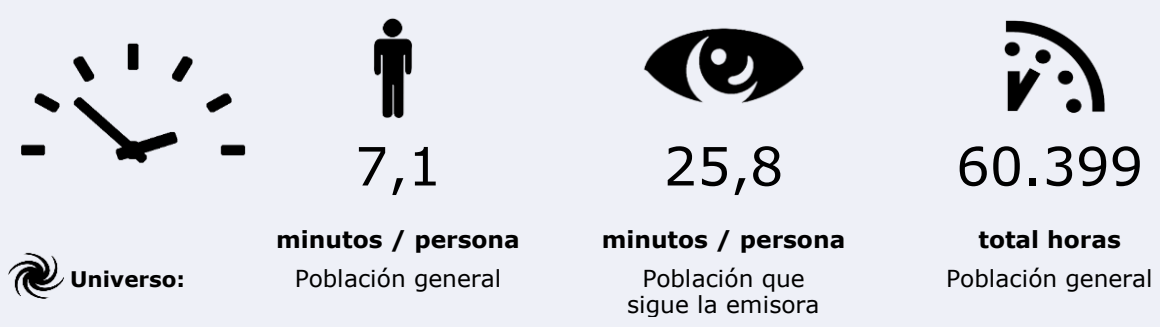 7,1
25,8
60.399
minutos / persona
minutos / persona
total horas
Universo:
Población general
Población que
sigue la emisora
Población general